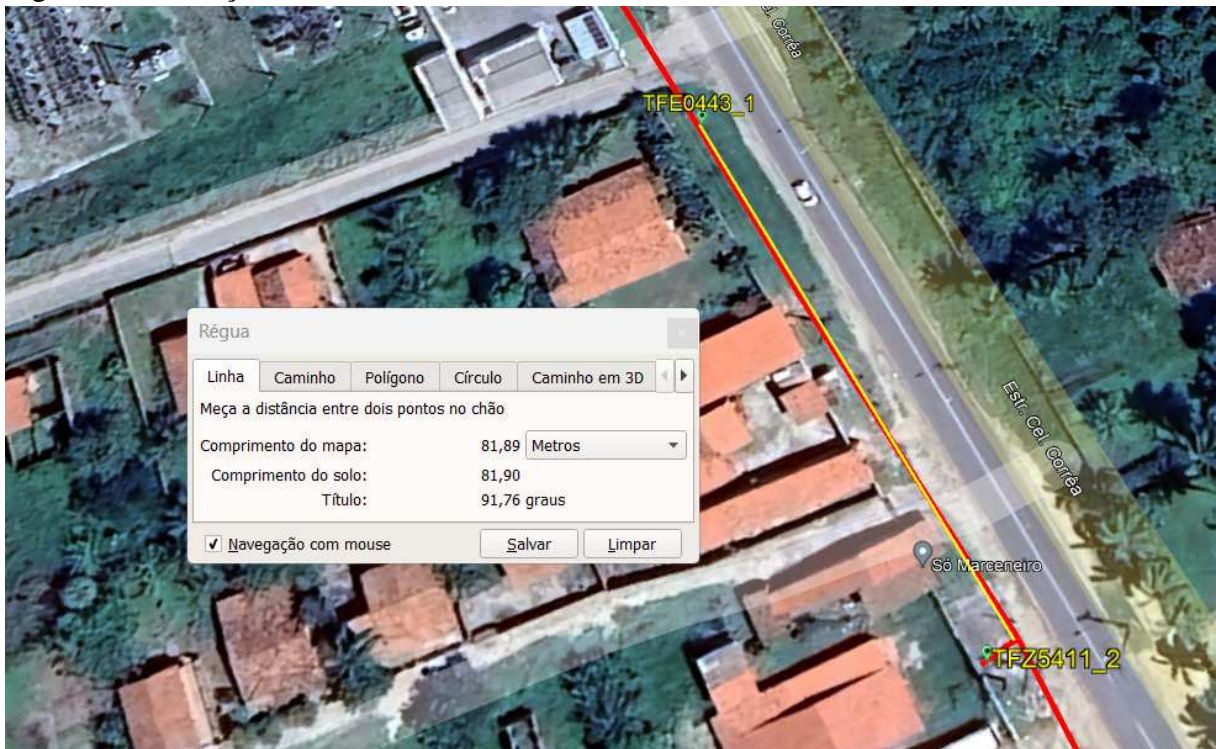 Cel. Corrêa
TFE0443_1
Régua
Linha
Caminho
Polígono
Círculo
Caminho em 3D
Meça a distância entre dois pontos no chão
Comprimento do mapa: 81,89 Metros
Comprimento do solo: 81,90
Título: 91,76 graus
Navegação com mouse
Salvar
Limpar
Estr. Cel. Corrêa
Só Marceneiro
TFZ5411_2